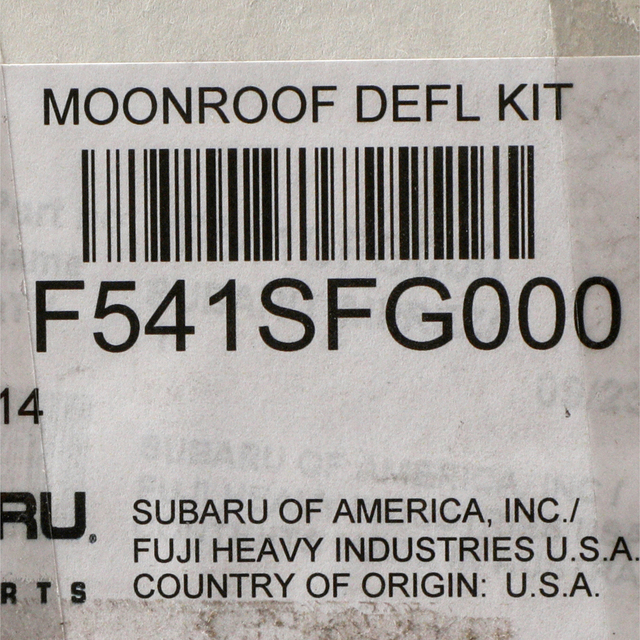 MOONROOF DEFL KIT
F541SFG000
14
RU®
SUBARU OF AMERICA, INC./
FUJI HEAVY INDUSTRIES U.S.A.
RTS
COUNTRY OF ORIGIN: U.S.A.